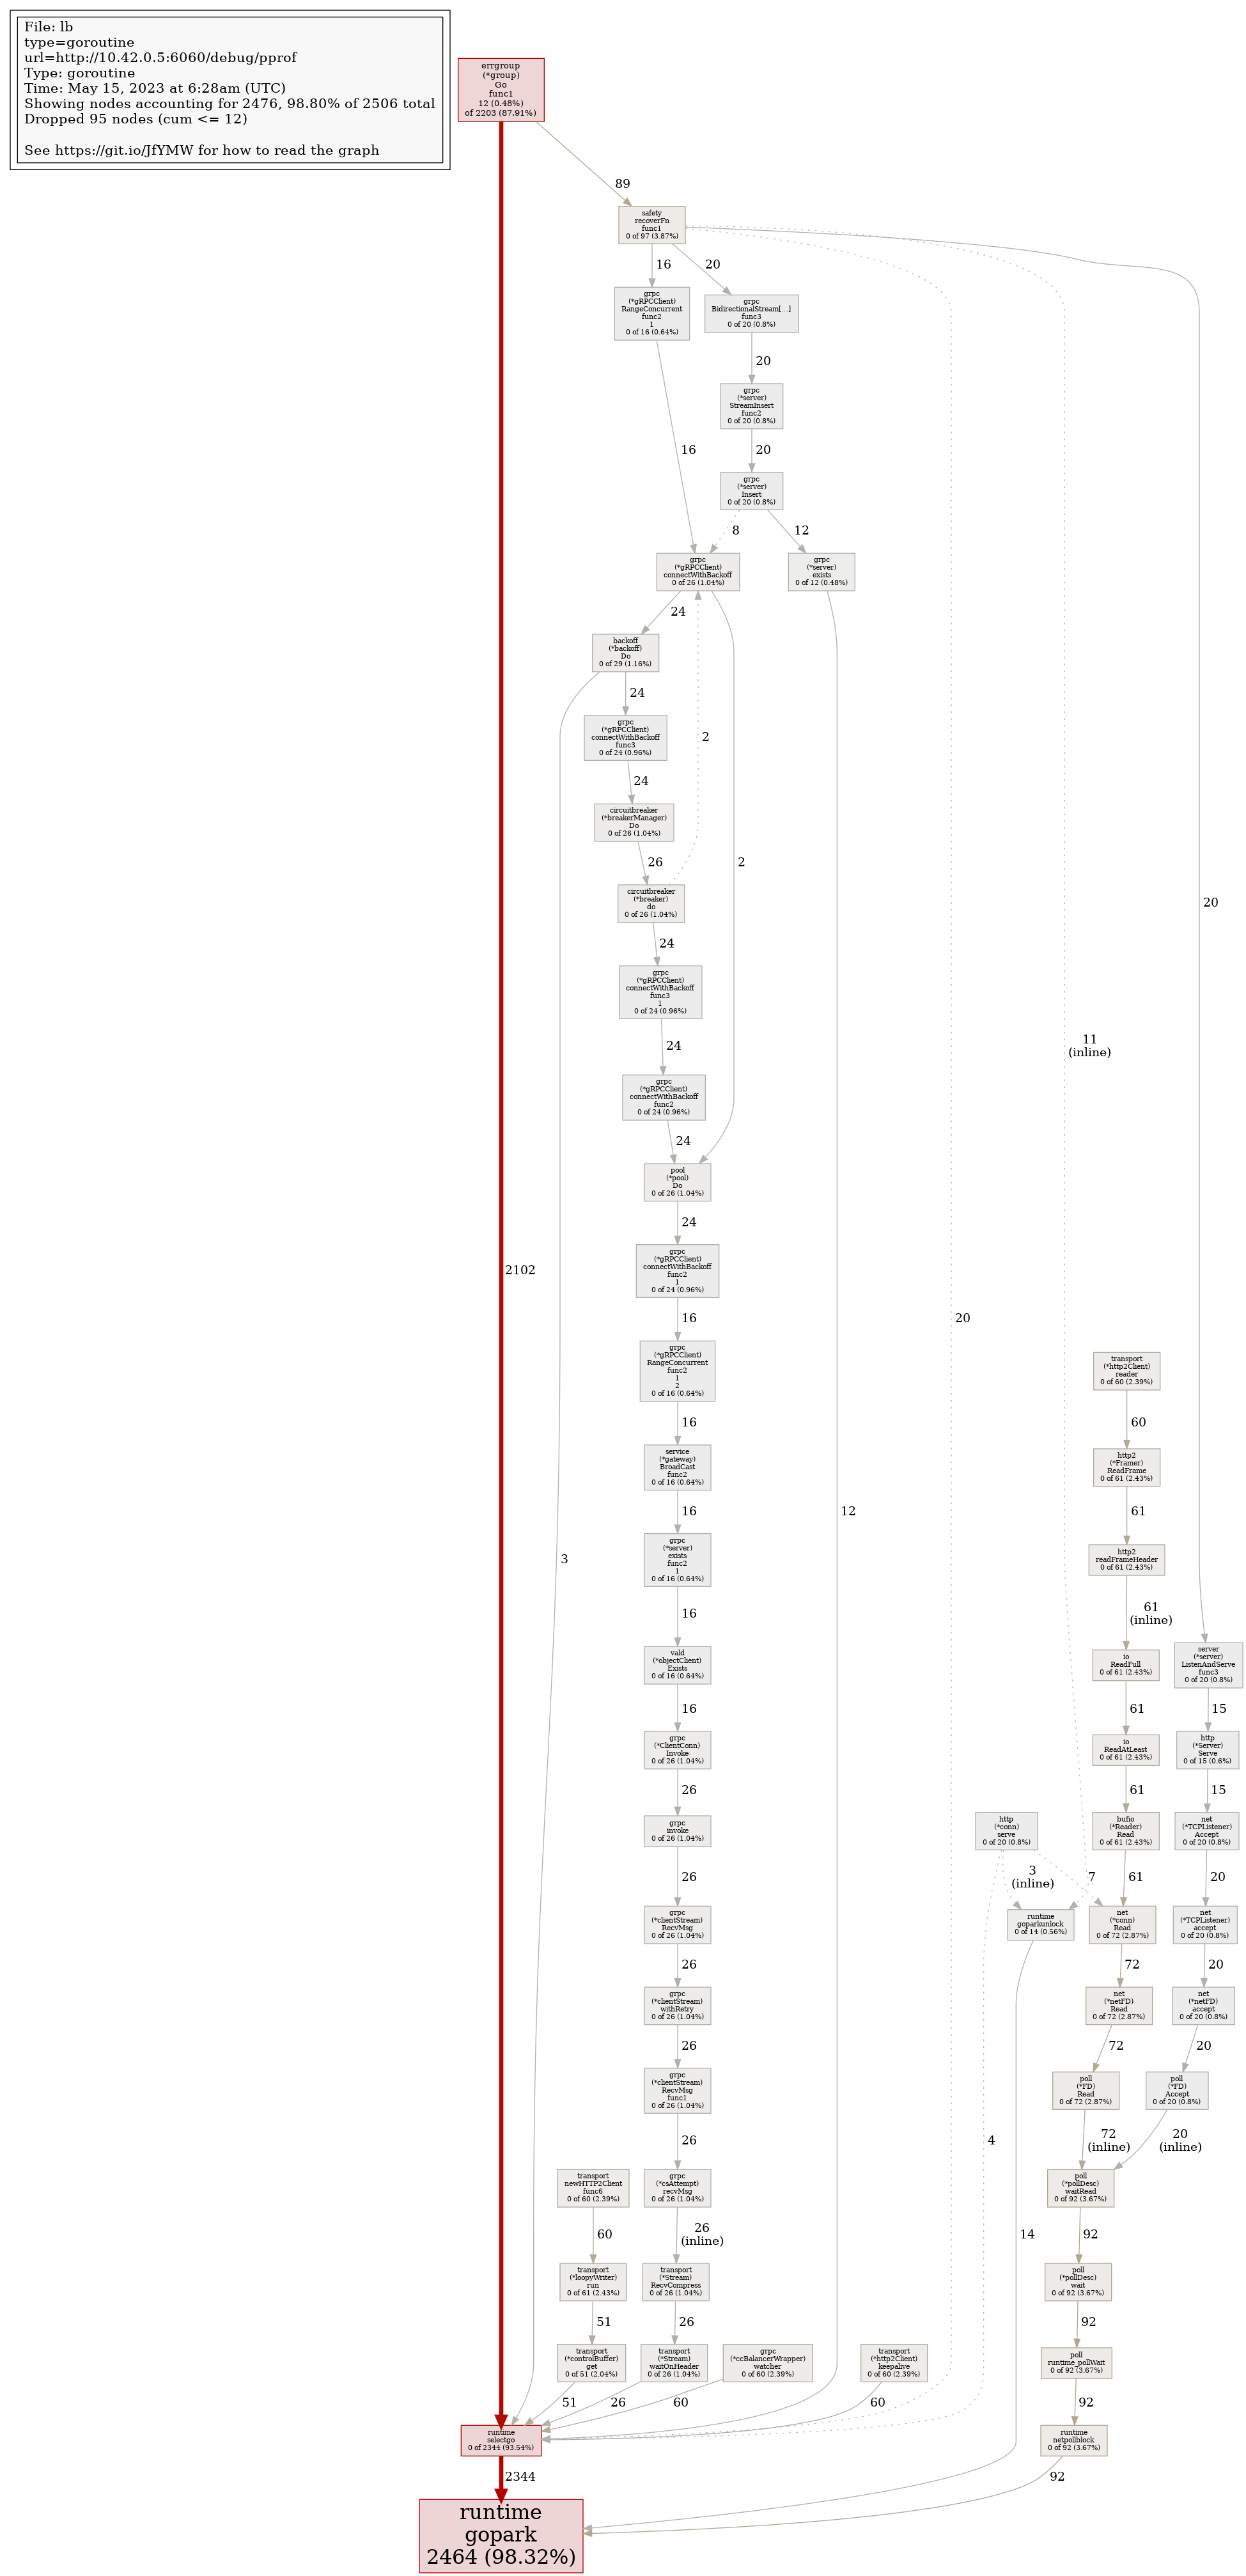 File: lb
type=goroutine
url=http://10.42.0.5:6060/debug/pprof
Type: goroutine
Time: May 15, 2023 at 6:28am (UTC)
Showing nodes accounting for 2476, 98.80% of 2506 total
Dropped 95 nodes (cum <= 12)
See https://git.io/JfYMW for how to read the graph
errgroup
(*group)
Go
func1
12 (0.48%)
of 2203 (87.91%)
89
safety
recoverFn
func1
0 of 97 (3.87%)
16
20
grpc
(*gRPCClient)
RangeConcurrent
func2
1
0 of 16 (0.64%)
grpc
BidirectionalStream[...]
func3
0 of 20 (0.8%)
20
grpc
(*server)
StreamInsert
func2
0 of 20 (0.8%)
16
20
grpc
(*server)
Insert
0 of 20 (0.8%)
8
12
grpc
(*gRPCClient)
connectWithBackoff
0 of 26 (1.04%)
grpc
(*server)
exists
0 of 12 (0.48%)
24
backoff
(*backoff)
Do
0 of 29 (1.16%)
24
grpc
(*gRPCClient)
connectWithBackoff
func3
0 of 24 (0.96%)
2
24
circuitbreaker
(*breakerManager)
Do
0 of 26 (1.04%)
26
2
circuitbreaker
(*breaker)
do
0 of 26 (1.04%)
20
24
grpc
(*gRPCClient)
connectWithBackoff
func3
1
0 of 24 (0.96%)
24
11
(inline)
grpc
(*gRPCClient)
connectWithBackoff
func2
0 of 24 (0.96%)
24
pool
(*pool)
Do
0 of 26 (1.04%)
24
grpc
(*gRPCClient)
connectWithBackoff
func2
1
0 of 24 (0.96%)
2102
16
20
grpc
(*gRPCClient)
RangeConcurrent
func2
1
2
0 of 16 (0.64%)
transport
(*http2Client)
reader
0 of 60 (2.39%)
16
60
service
(*gateway)
BroadCast
func2
0 of 16 (0.64%)
http2
(*Framer)
ReadFrame
0 of 61 (2.43%)
16
12
61
3
grpc
(*server)
exists
func2
1
0 of 16 (0.64%)
http2
readFrameHeader
0 of 61 (2.43%)
16
61
(inline)
vald
(*objectClient)
Exists
0 of 16 (0.64%)
io
ReadFull
0 of 61 (2.43%)
server
(*server)
ListenAndServe
func3
0 of 20 (0.8%)
16
61
15
grpc
(*ClientConn)
Invoke
0 of 26 (1.04%)
io
ReadAtLeast
0 of 61 (2.43%)
http
(*Server)
Serve
0 of 15 (0.6%)
26
61
15
grpc
invoke
0 of 26 (1.04%)
http
(*conn)
serve
0 of 20 (0.8%)
bufio
(*Reader)
Read
0 of 61 (2.43%)
net
(*TCPListener)
Accept
0 of 20 (0.8%)
26
3
(inline)
7
61
20
grpc
(*clientStream)
RecvMsg
0 of 26 (1.04%)
runtime
goparkunlock
0 of 14 (0.56%)
net
(*conn)
Read
0 of 72 (2.87%)
net
(*TCPListener)
accept
0 of 20 (0.8%)
26
72
20
grpc
(*clientStream)
withRetry
0 of 26 (1.04%)
net
(*netFD)
Read
0 of 72 (2.87%)
net
(*netFD)
accept
0 of 20 (0.8%)
26
72
20
grpc
(*clientStream)
RecvMsg
func1
0 of 26 (1.04%)
poll
(*FD)
Read
0 of 72 (2.87%)
poll
(*FD)
Accept
0 of 20 (0.8%)
26
4
72
(inline)
20
(inline)
transport
newHTTP2Client
func6
0 of 60 (2.39%)
grpc
(*csAttempt)
recvMsg
0 of 26 (1.04%)
poll
(*pollDesc)
waitRead
0 of 92 (3.67%)
60
26
(inline)
14
92
transport
(*loopyWriter)
run
0 of 61 (2.43%)
transport
(*Stream)
RecvCompress
0 of 26 (1.04%)
poll
(*pollDesc)
wait
0 of 92 (3.67%)
51
26
92
transport
(*controlBuffer)
get
0 of 51 (2.04%)
transport
(*Stream)
waitOnHeader
0 of 26 (1.04%)
grpc
(*ccBalancerWrapper)
watcher
0 of 60 (2.39%)
transport
(*http2Client)
keepalive
0 of 60 (2.39%)
poll
runtime_pollWait
0 of 92 (3.67%)
51
26
60
60
92
runtime
selectgo
0 of 2344 (93.54%)
runtime
netpollblock
0 of 92 (3.67%)
2344
92
runtime
gopark
2464 (98.32%)